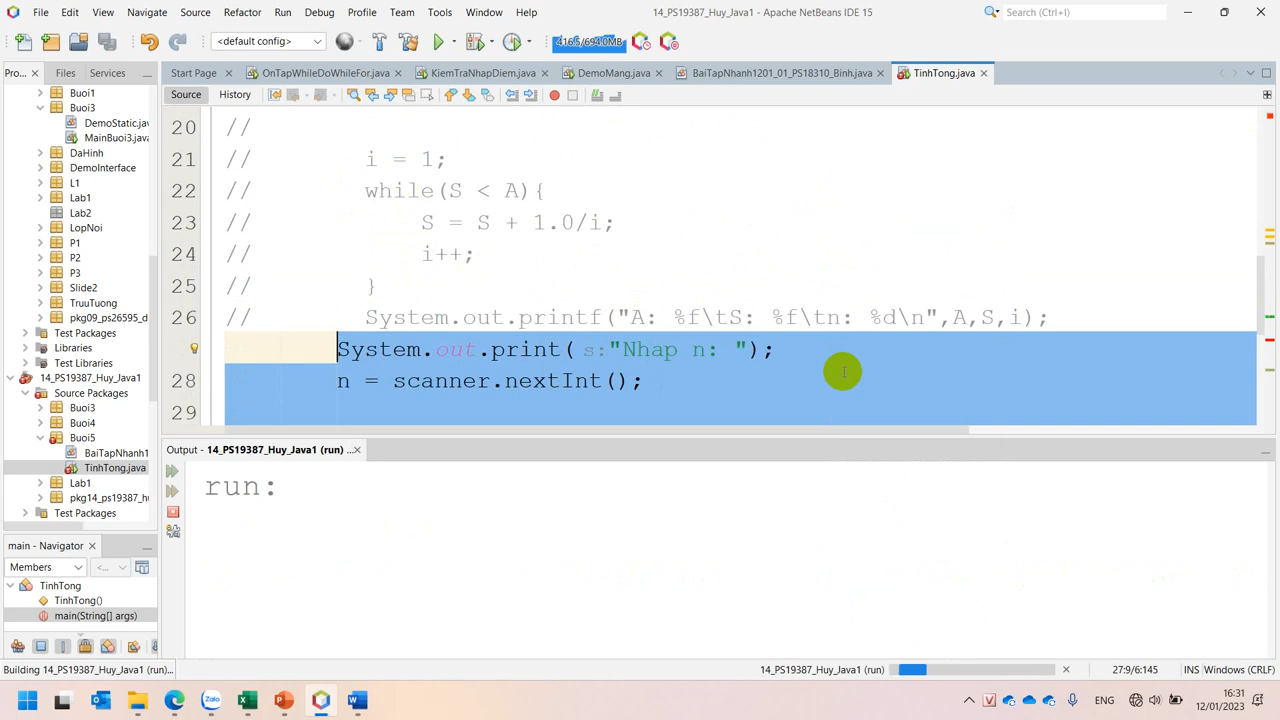 File Edit View Navigate Source Refactor Run Debug Profile Team Tools Window Help
14_PS19387_Huy_Java1 - Apache NetBeans IDE 15
Search (Ctrl+I)
<default config>
416.5/694.0MB
Pro... Files Services
Start Page OnTapWhileDoWhileFor.java KiemTraNhapDiem.java DemoMang.java BaiTapNhanh1201_01_PS18310_Binh.java TinhTong.java
Source History
Buoi1
Buoi3
DemoStatic.java
MainBuoi3.java
DaHinh
DemoInterface
L1
Lab1
Lab2
LopNoi
P1
P2
P3
Slide2
TruuTuong
pkg09_ps26595_d
Test Packages
Libraries
14_PS19387_Huy_Java1
Source Packages
Buoi3
Buoi4
Buoi5
BaiTapNhanh1
TinhTong.java
Lab1
pkg14_ps19387_hu
Test Packages
20 //
21 // i = 1;
22 // while(S < A){
23 // S = S + 1.0/i;
24 // i++;
25 // }
26 // System.out.printf("A: %f\tS: %f\tn: %d\n",A,S,i);
System.out.print( s:"Nhap n: ");
28 n = scanner.nextInt();
29
Output - 14_PS19387_Huy_Java1 (run) ...
run:
main - Navigator
Members
<...
TinhTong
TinhTong()
main(String[] args)
Building 14_PS19387_Huy_Java1 (run)...
14_PS19387_Huy_Java1 (run)
27:9/6:145
INS
Windows (CRLF)
Zalo
ENG
16:31
12/01/2023